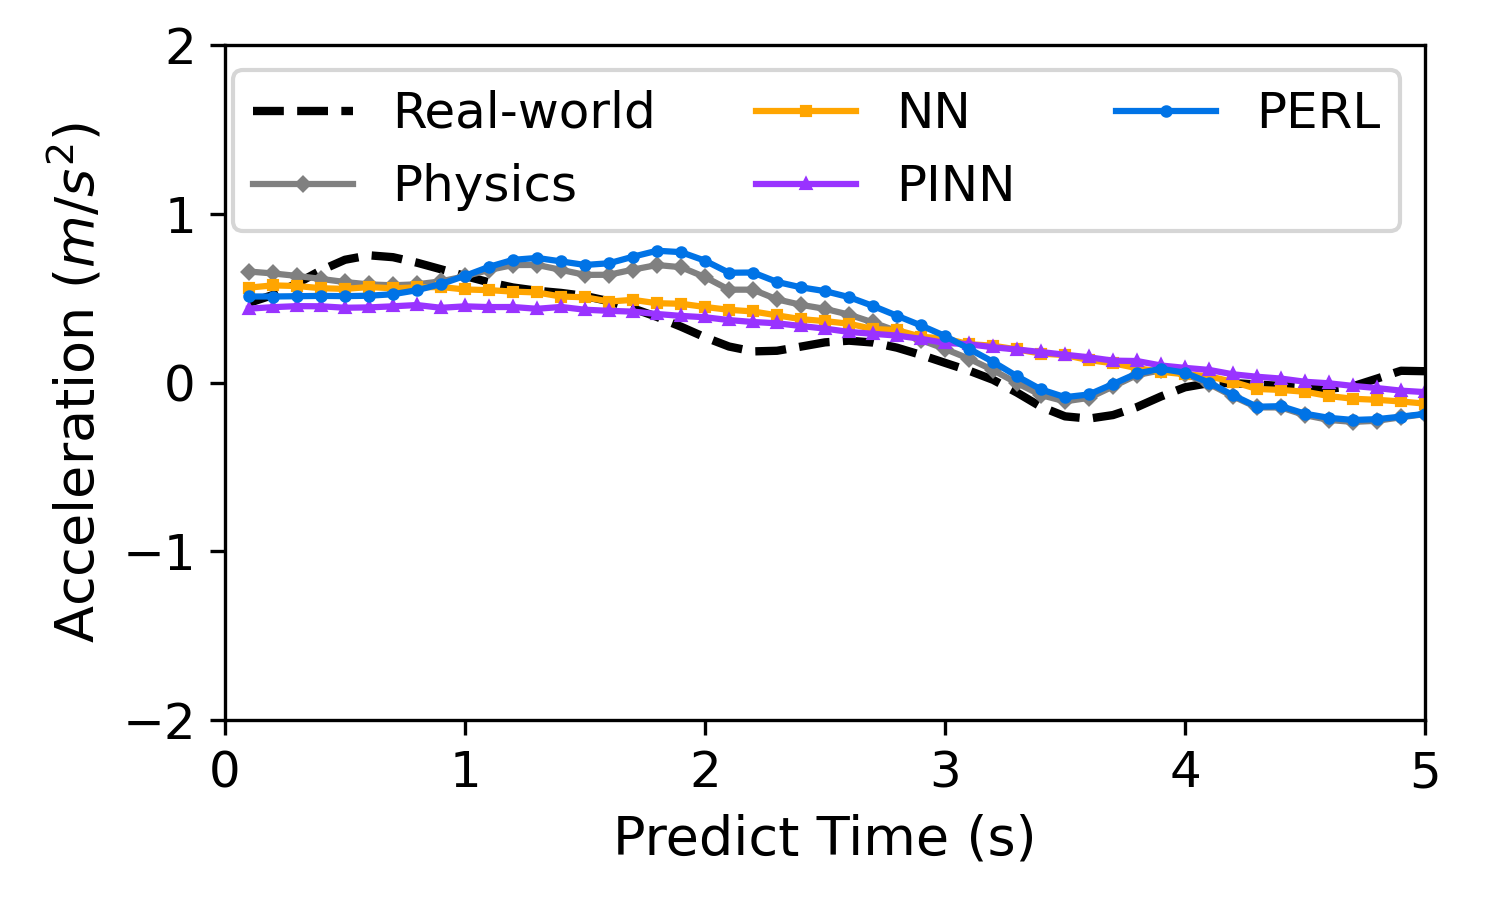 Acceleration (m/s²)
2
1
0
−1
−2
Real-world
Physics
NN
PINN
PERL
0 1 2 3 4 5
Predict Time (s)